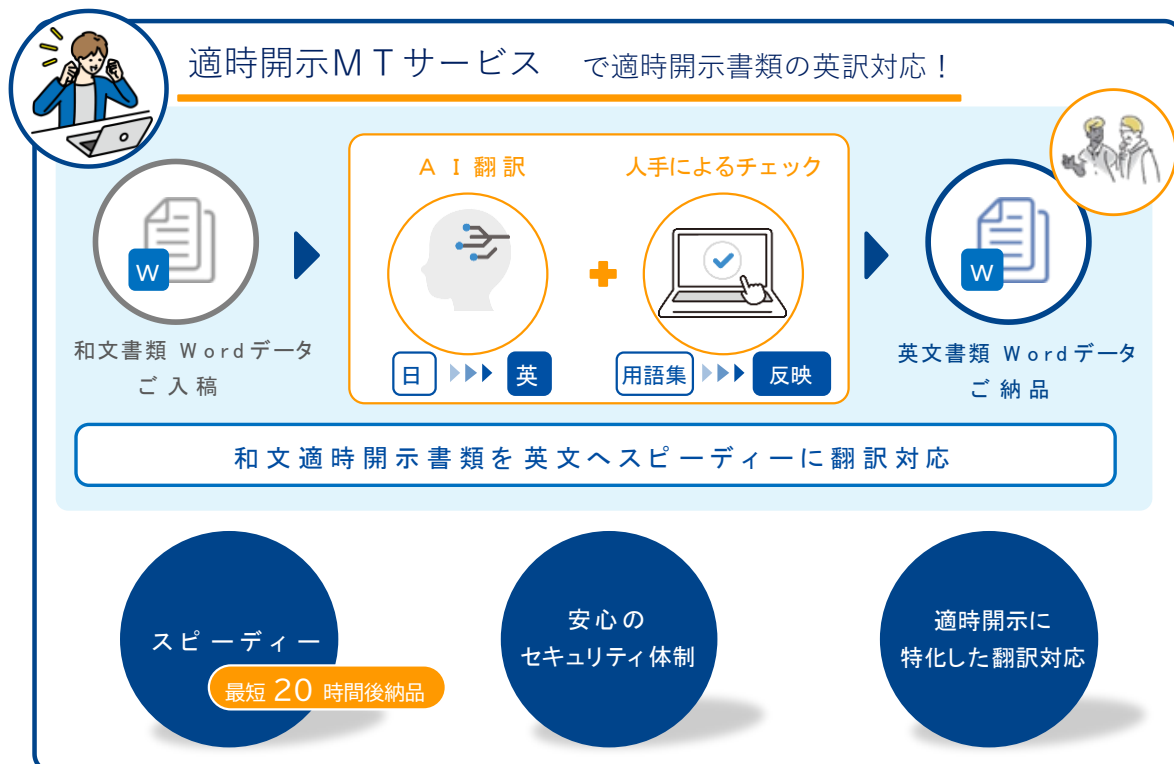 適時開示MTサービス で適時開示書類の英訳対応！
AI翻訳
人手によるチェック
W
和文書類 Wordデータ
ご入稿
日
英
用語集
反映
W
英文書類 Wordデータ
ご納品
和文適時開示書類を英文へスピーディーに翻訳対応
スピーディー
最短 20 時間後納品
安心の
セキュリティ体制
適時開示に
特化した翻訳対応